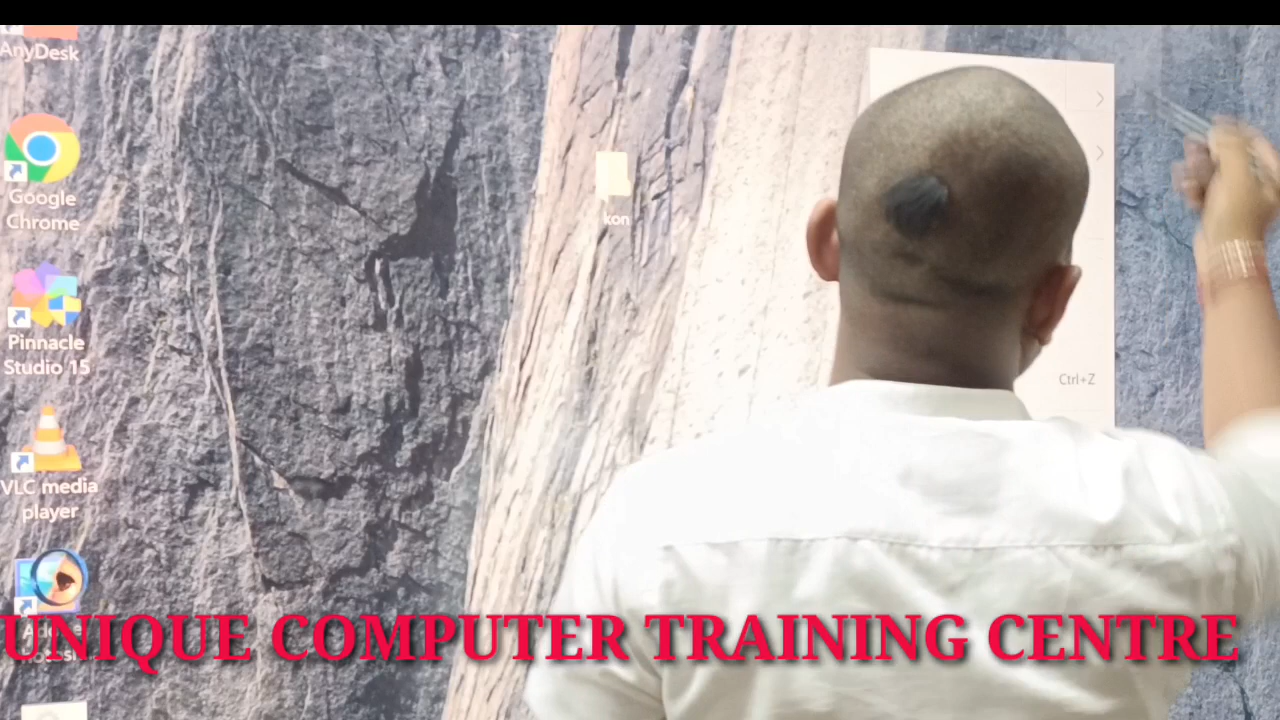 AnyDesk
Google
Chrome
Pinnacle
Studio 15
VLC media
player
kon
Ctrl+Z
UNIQUE COMPUTER TRAINING CENTRE